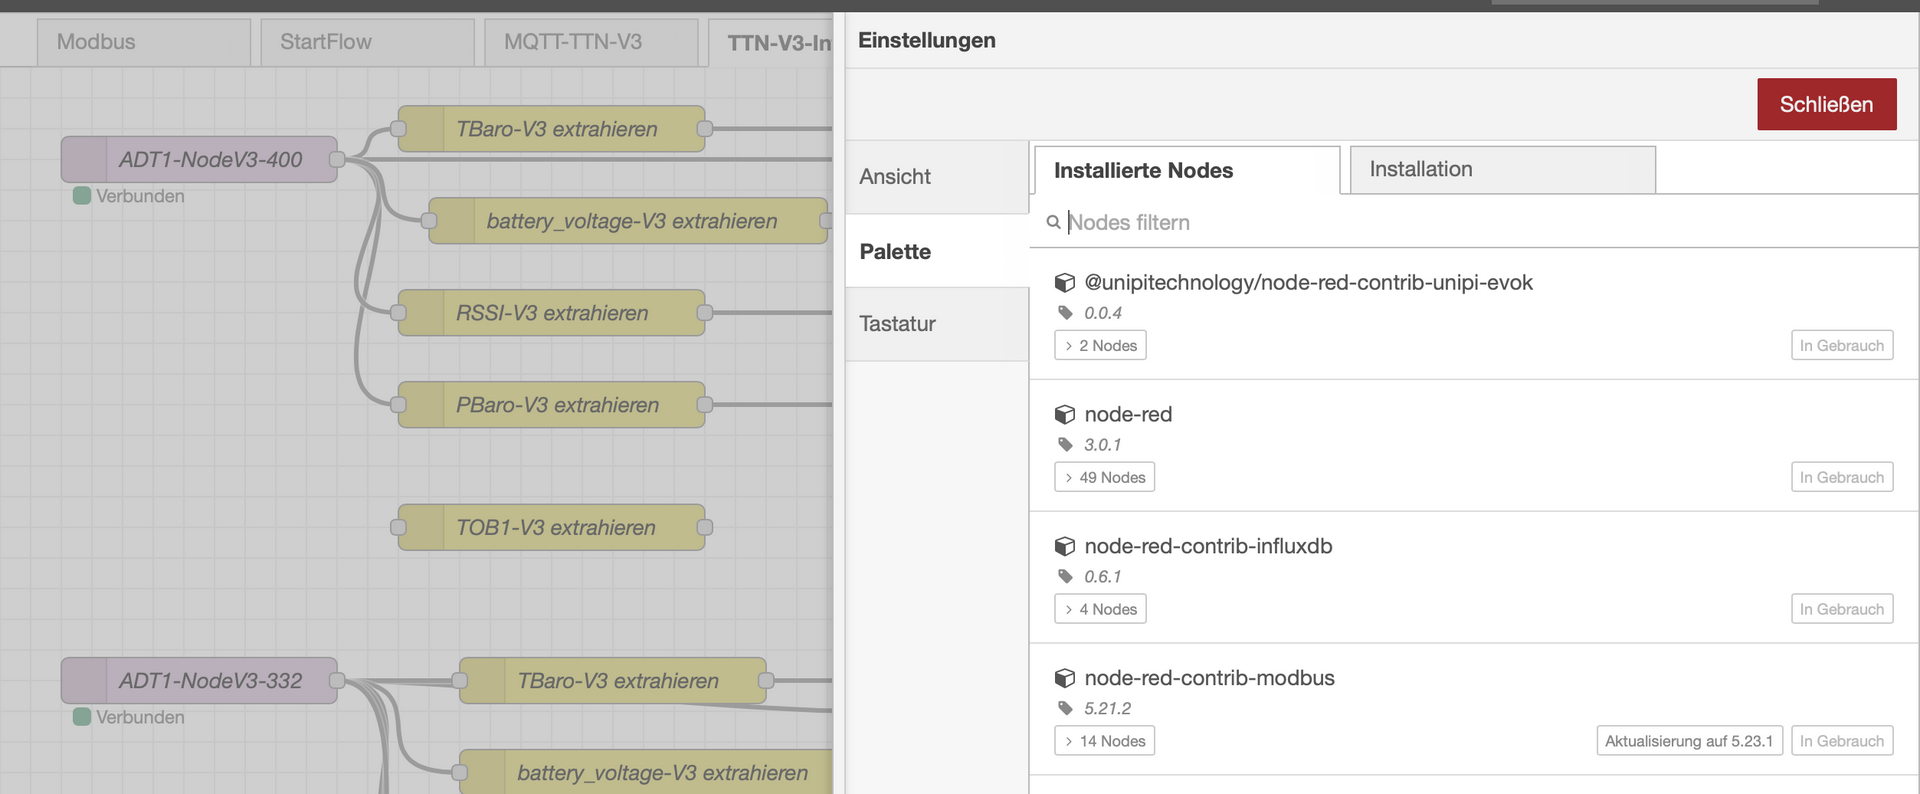 Modbus
StartFlow
MQTT-TTN-V3
TTN-V3-In
ADT1-NodeV3-400
Verbunden
TBaro-V3 extrahieren
battery_voltage-V3 extrahieren
RSSI-V3 extrahieren
PBaro-V3 extrahieren
TOB1-V3 extrahieren
ADT1-NodeV3-332
Verbunden
TBaro-V3 extrahieren
battery_voltage-V3 extrahieren
Einstellungen
Schließen
Ansicht
Palette
Tastatur
Installierte Nodes
Installation
Nodes filtern
@unipitechnology/node-red-contrib-unipi-evok
0.0.4
> 2 Nodes
In Gebrauch
node-red
3.0.1
> 49 Nodes
In Gebrauch
node-red-contrib-influxdb
0.6.1
> 4 Nodes
In Gebrauch
node-red-contrib-modbus
5.21.2
> 14 Nodes
Aktualisierung auf 5.23.1
In Gebrauch